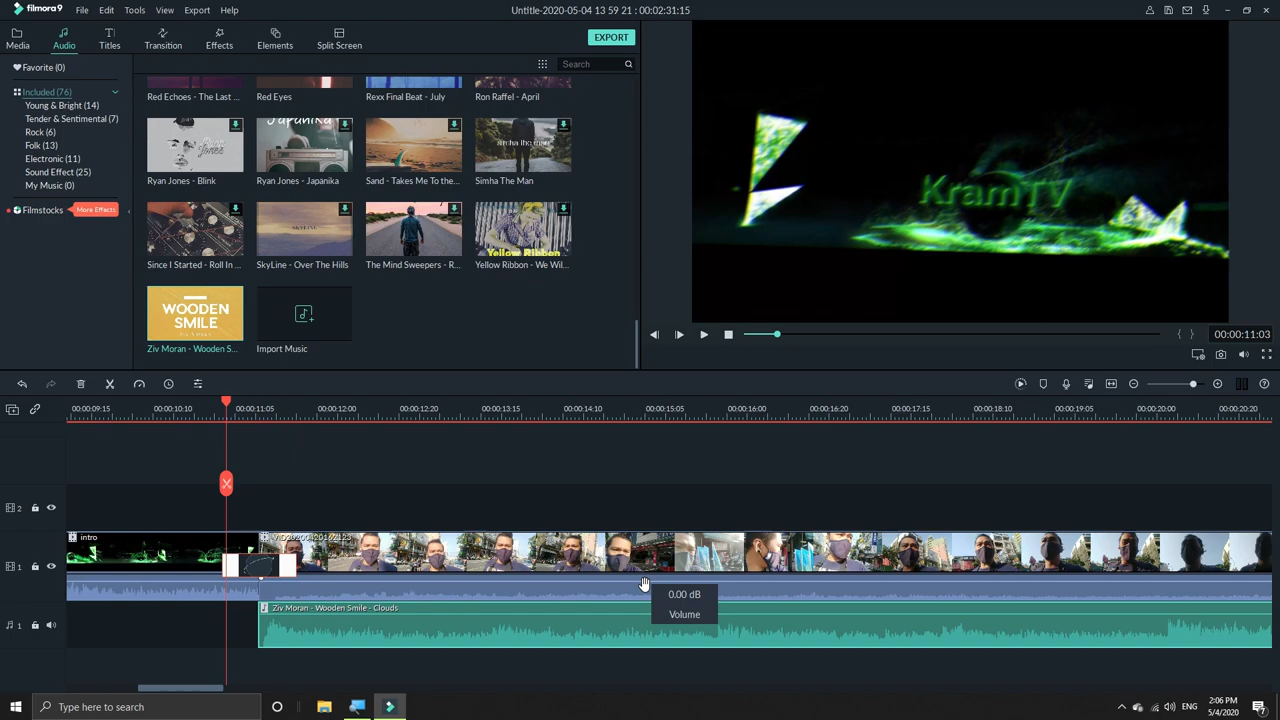 filmora9
File Edit Tools View Export Help
Untitle-2020-05-04 13 59 21 : 00:02:31:15
Media Audio Titles Transition Effects Elements Split Screen
EXPORT
Favorite (0)
Search
Included (76)
Young & Bright (14)
Tender & Sentimental (7)
Rock (6)
Folk (13)
Electronic (11)
Sound Effect (25)
My Music (0)
Filmstocks More Effects
Red Echoes - The Last ... Red Eyes Rexx Final Beat - July Ron Raffel - April
Ryan Jones - Blink Ryan Jones - Japanika Sand - Takes Me To the... Simha The Man
Since I Started - Roll In ... SkyLine - Over The Hills The Mind Sweepers - R... Yellow Ribbon - We Wil...
Yellow Ribbon
WOODEN
SMILE
Ziv Moran - Wooden S... Import Music
KramTV
00:00:11:03
00:00:09:15 00:00:10:10 00:00:11:05 00:00:12:00 00:00:12:20 00:00:13:15 00:00:14:10 00:00:15:05 00:00:16:00 00:00:16:20 00:00:17:15 00:00:18:10 00:00:19:05 00:00:20:00 00:00:20:20
2
intro
1
0.00 dB
Volume
Ziv Moran - Wooden Smile - Clouds
1
Type here to search
2:06 PM
5/4/2020